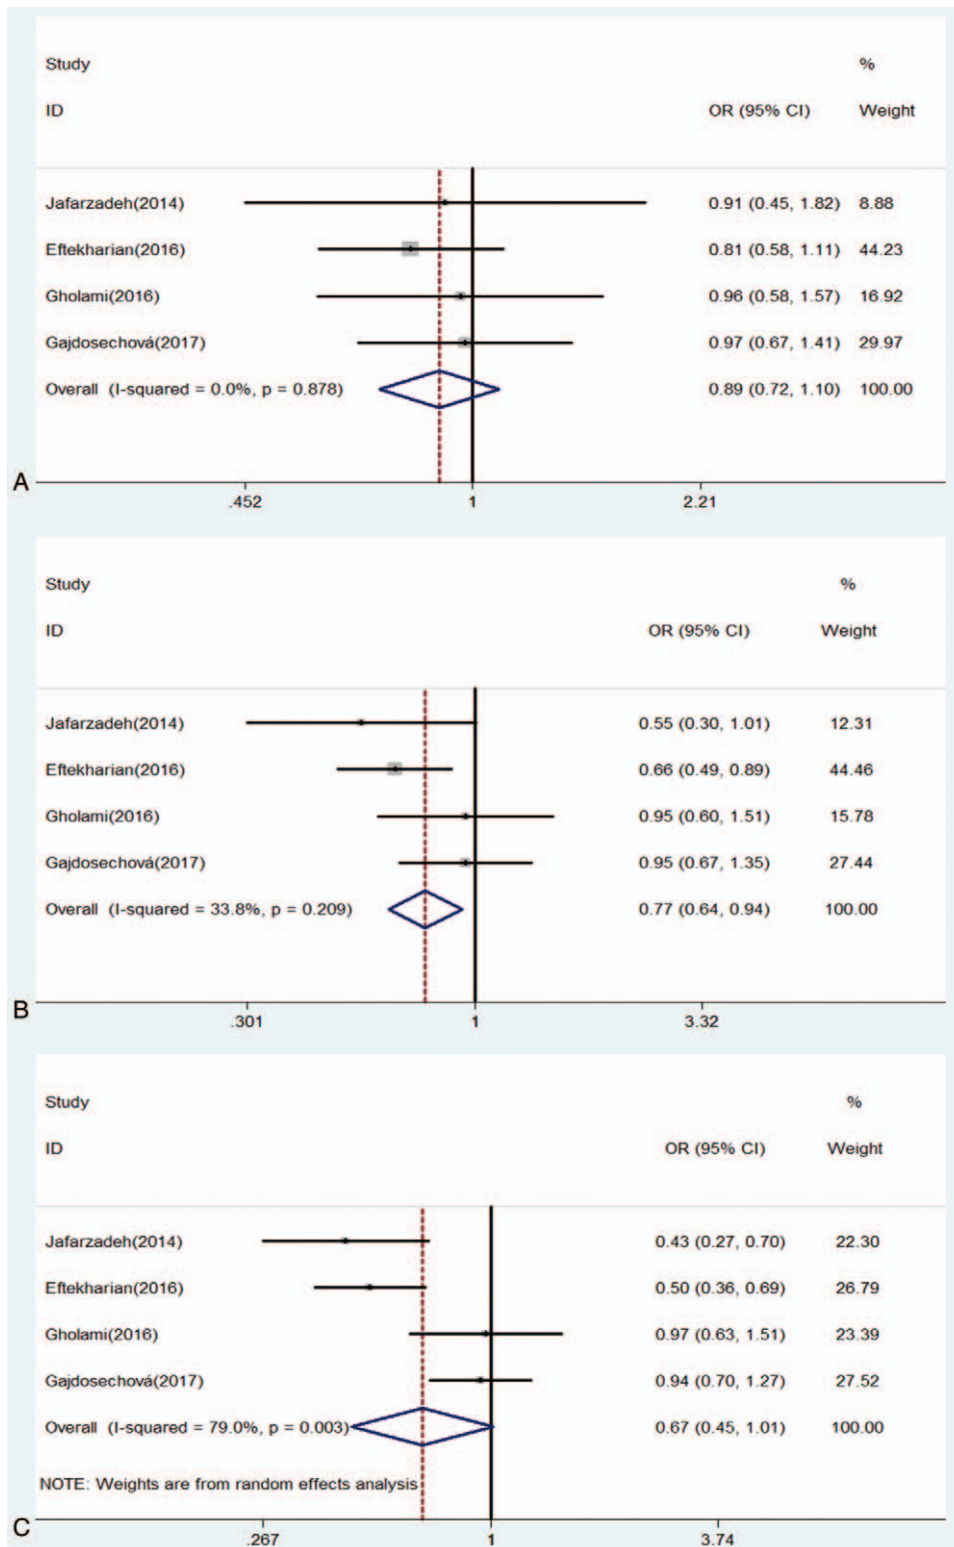 Study %
ID OR (95% CI) Weight
Jafarzadeh(2014) 0.91 (0.45, 1.82) 8.88
Eftekharian(2016) 0.81 (0.58, 1.11) 44.23
Gholami(2016) 0.96 (0.58, 1.57) 16.92
Gajdosechová(2017) 0.97 (0.67, 1.41) 29.97
Overall (I-squared = 0.0%, p = 0.878) 0.89 (0.72, 1.10) 100.00
A
.452 1 2.21
Study %
ID OR (95% CI) Weight
Jafarzadeh(2014) 0.55 (0.30, 1.01) 12.31
Eftekharian(2016) 0.66 (0.49, 0.89) 44.46
Gholami(2016) 0.95 (0.60, 1.51) 15.78
Gajdosechová(2017) 0.95 (0.67, 1.35) 27.44
Overall (I-squared = 33.8%, p = 0.209) 0.77 (0.64, 0.94) 100.00
B
.301 1 3.32
Study %
ID OR (95% CI) Weight
Jafarzadeh(2014) 0.43 (0.27, 0.70) 22.30
Eftekharian(2016) 0.50 (0.36, 0.69) 26.79
Gholami(2016) 0.97 (0.63, 1.51) 23.39
Gajdosechová(2017) 0.94 (0.70, 1.27) 27.52
Overall (I-squared = 79.0%, p = 0.003) 0.67 (0.45, 1.01) 100.00
NOTE: Weights are from random effects analysis
C
.267 1 3.74